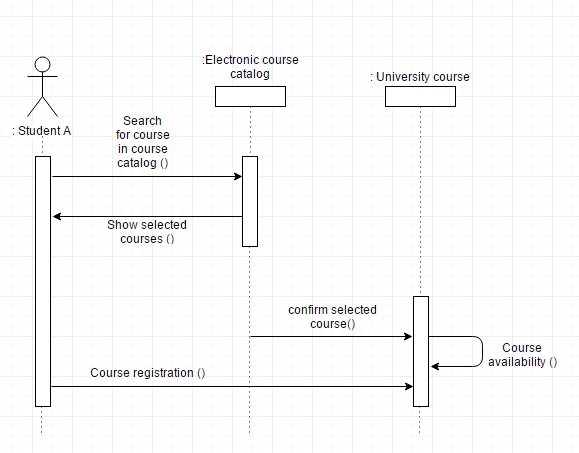 :Electronic course
catalog
: University course
: Student A
Search
for course
in course
catalog ()
Show selected
courses ()
confirm selected
course()
Course
availability ()
Course registration ()